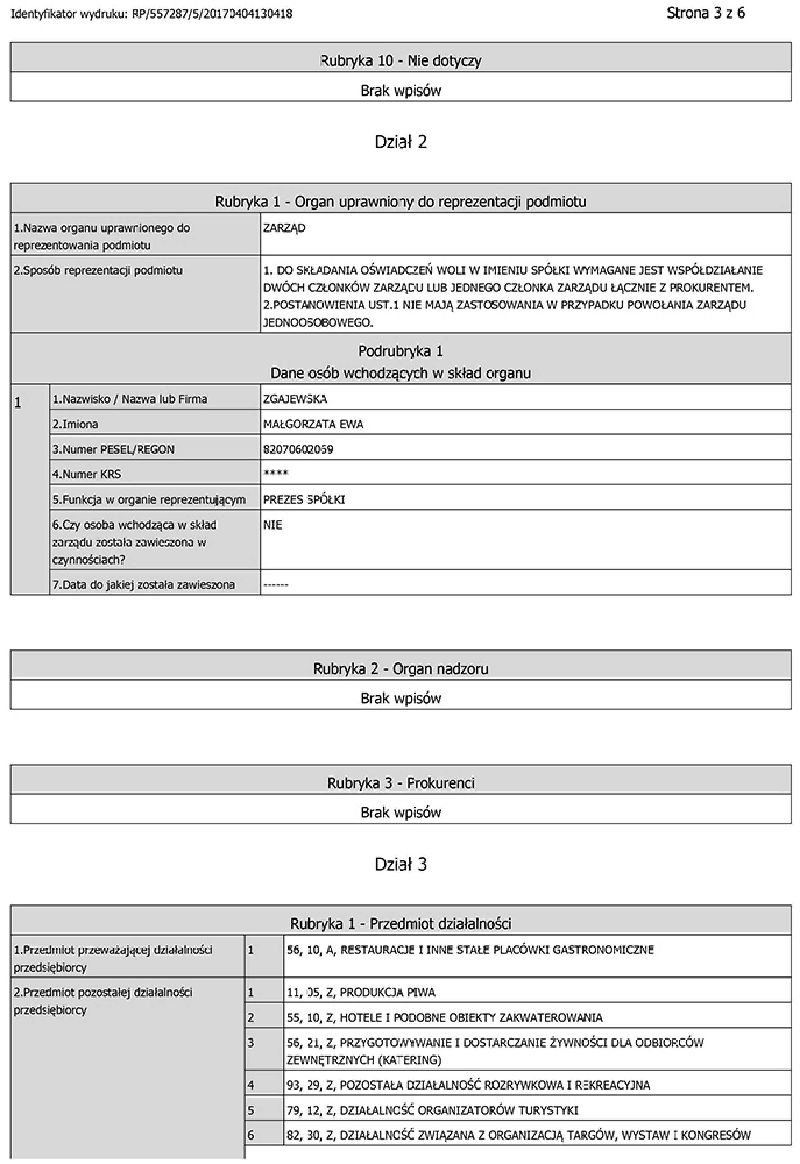 Identyfikator wydruku: RP/557287/5/20170404130418
Strona 3 z 6
Rubryka 10 - Nie dotyczy
Brak wpisów
Dział 2
Rubryka 1 - Organ uprawniony do reprezentacji podmiotu
1.Nazwa organu uprawnionego do
reprezentowania podmiotu
ZARZĄD
2.Sposób reprezentacji podmiotu
1. DO SKŁADANIA OŚWIADCZEŃ WOLI W IMIENIU SPÓŁKI WYMAGANE JEST WSPÓŁDZIAŁANIE
DWÓCH CZŁONKÓW ZARZĄDU LUB JEDNEGO CZŁONKA ZARZĄDU ŁĄCZNIE Z PROKURENTEM.
2.POSTANOWIENIA UST.1 NIE MAJĄ ZASTOSOWANIA W PRZYPADKU POWOŁANIA ZARZĄDU
JEDNOOSOBOWEGO.
Podrubryka 1
Dane osób wchodzących w skład organu
1
1.Nazwisko / Nazwa lub Firma
ZGAJEWSKA
2.Imiona
MAŁGORZATA EWA
3.Numer PESEL/REGON
82070602069
4.Numer KRS
****
5.Funkcja w organie reprezentującym
PREZES SPÓŁKI
6.Czy osoba wchodząca w skład
zarządu została zawieszona w
czynnościach?
NIE
7.Data do jakiej została zawieszona
------
Rubryka 2 - Organ nadzoru
Brak wpisów
Rubryka 3 - Prokurenci
Brak wpisów
Dział 3
Rubryka 1 - Przedmiot działalności
1.Przedmiot przeważającej działalności
przedsiębiorcy
1
56, 10, A, RESTAURACJE I INNE STAŁE PLACÓWKI GASTRONOMICZNE
2.Przedmiot pozostałej działalności
przedsiębiorcy
1
11, 05, Z, PRODUKCJA PIWA
2
55, 10, Z, HOTELE I PODOBNE OBIEKTY ZAKWATEROWANIA
3
56, 21, Z, PRZYGOTOWYWANIE I DOSTARCZANIE ŻYWNOŚCI DLA ODBIORCÓW
ZEWNĘTRZNYCH (KATERING)
4
93, 29, Z, POZOSTAŁA DZIAŁALNOŚĆ ROZRYWKOWA I REKREACYJNA
5
79, 12, Z, DZIAŁALNOŚĆ ORGANIZATORÓW TURYSTYKI
6
82, 30, Z, DZIAŁALNOŚĆ ZWIĄZANA Z ORGANIZACJĄ TARGÓW, WYSTAW I KONGRESÓW